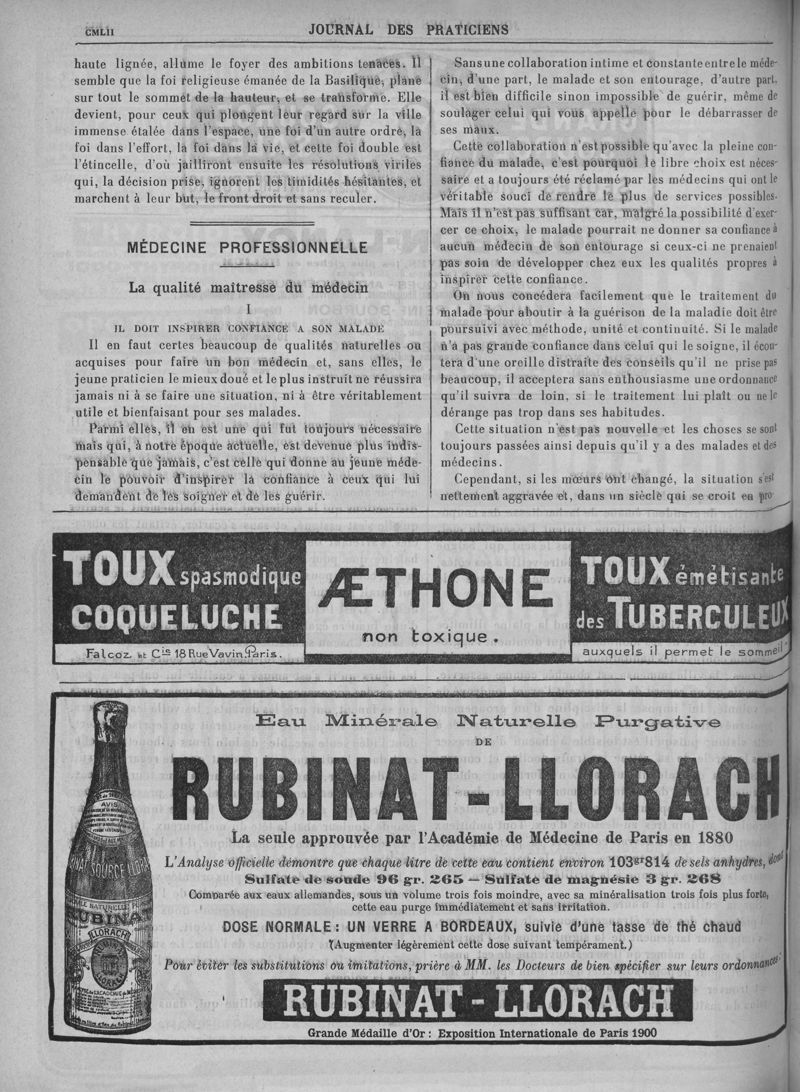 CMLII
JOURNAL DES PRATICIENS
haute lignée, allume le foyer des ambitions tenaces. Il
semble que la foi religieuse émanée de la Basilique, plane
sur tout le sommet de la hauteur, et se transforme. Elle
devient, pour ceux qui plongent leur regard sur la ville
immense étalée dans l'espace, une foi d'un autre ordre, la
foi dans l'effort, la foi dans la vie, et cette foi double est
l'étincelle, d'où jailliront ensuite les résolutions viriles
qui, la décision prise, ignorent les timidités hésitantes, et
marchent à leur but, le front droit et sans reculer.
MÉDECINE PROFESSIONNELLE
La qualité maîtresse du médecin
I
IL DOIT INSPIRER CONFIANCE A SON MALADE
Il en faut certes beaucoup de qualités naturelles ou
acquises pour faire un bon médecin et, sans elles, le
jeune praticien le mieux doué et le plus instruit ne réussira
jamais ni à se faire une situation, ni à être véritablement
utile et bienfaisant pour ses malades.
Parmi elles, il en est une qui fut toujours nécessaire
mais qui, à notre époque actuelle, est devenue plus indis-
pensable que jamais, c'est celle qui donne au jeune méde-
cin le pouvoir d'inspirer la confiance à ceux qui lui
demandent de les soigner et de les guérir.
Sans une collaboration intime et constante entre le méde-
cin, d'une part, le malade et son entourage, d'autre part,
il est bien difficile sinon impossible de guérir, même de
soulager celui qui vous appelle pour le débarrasser de
ses maux.
Cette collaboration n'est possible qu'avec la pleine con-
fiance du malade, c'est pourquoi le libre choix est néces-
saire et a toujours été réclamé par les médecins qui ont le
véritable souci de rendre le plus de services possibles.
Mais il n'est pas suffisant car, malgré la possibilité d'exer-
cer ce choix, le malade pourrait ne donner sa confiance à
aucun médecin de son entourage si ceux-ci ne prenaient
pas soin de développer chez eux les qualités propres à
inspirer cette confiance.
On nous concédera facilement que le traitement du
malade pour aboutir à la guérison de la maladie doit être
poursuivi avec méthode, unité et continuité. Si le malade
n'a pas grande confiance dans celui qui le soigne, il écou-
tera d'une oreille distraite des conseils qu'il ne prise pas
beaucoup, il acceptera sans enthousiasme une ordonnance
qu'il suivra de loin, si le traitement lui plaît ou ne le
dérange pas trop dans ses habitudes.
Cette situation n'est pas nouvelle et les choses se sont
toujours passées ainsi depuis qu'il y a des malades et des
médecins.
Cependant, si les mœurs ont changé, la situation s'est
nettement aggravée et, dans un siècle qui se croit en pro-
TOUX spasmodique
COQUELUCHE
Falcoz et Cie 18 Rue Vavin. Paris.
ÆTHONE
non toxique.
TOUX émétisante
des TUBERCULEUX
auxquels il permet le sommeil
Eau Minérale Naturelle Purgative
DE
RUBINAT-LLORACH
La seule approuvée par l'Académie de Médecine de Paris en 1880
L'Analyse officielle démontre que chaque litre de cette eau contient environ 103gr814 de sels anhydres, dont
Sulfate de soude 96 gr. 265 — Sulfate de magnésie 3 gr. 268
Comparée aux eaux allemandes, sous un volume trois fois moindre, avec sa minéralisation trois fois plus forte,
cette eau purge immédiatement et sans irritation.
DOSE NORMALE: UN VERRE A BORDEAUX, suivie d'une tasse de thé chaud
(Augmenter légèrement cette dose suivant tempérament.)
Pour éviter les substitutions ou imitations, prière à MM. les Docteurs de bien spécifier sur leurs ordonnances
RUBINAT-LLORACH
Grande Médaille d'Or: Exposition Internationale de Paris 1900
AVIS
RUBINAT SOURCE LLORACH
RUBINAT
LLORACH